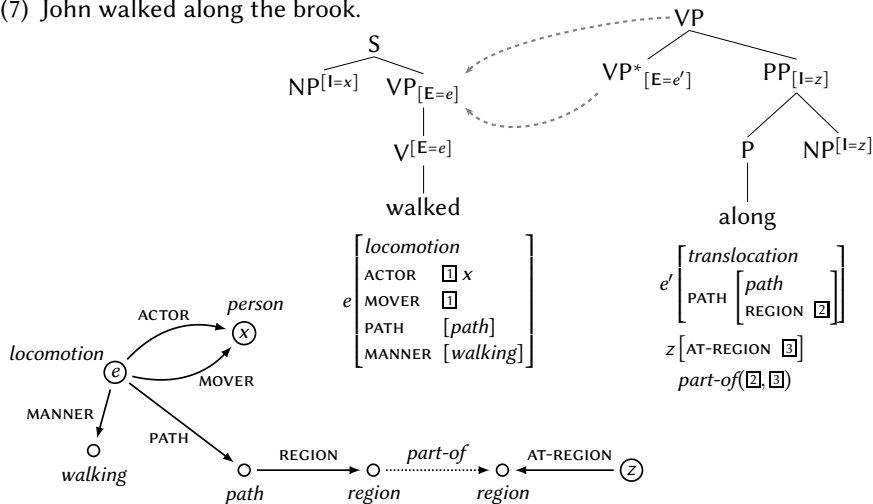 (7) John walked along the brook.
S
NP[I=x] VP[E=e]
V[E=e]
walked
e [locomotion
ACTOR 1 x
MOVER 1
PATH [path]
MANNER [walking]]
VP
VP*[E=e′] PP[I=z]
P NP[I=z]
along
e′ [translocation
PATH [path
REGION 2]]
z [AT-REGION 3]
part-of(2, 3)
person
ACTOR
x
locomotion
e
MOVER
MANNER
PATH
walking
REGION part-of AT-REGION
z
path region region